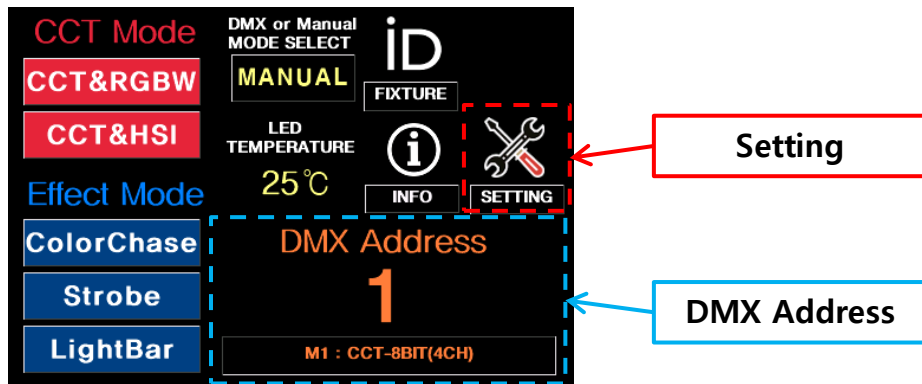 CCT Mode
CCT&RGBW
CCT&HSI
Effect Mode
ColorChase
Strobe
LightBar
DMX or Manual
MODE SELECT
MANUAL
iD
FIXTURE
LED
TEMPERATURE
25℃
i
INFO
SETTING
DMX Address
1
M1 : CCT-8BIT(4CH)
Setting
DMX Address